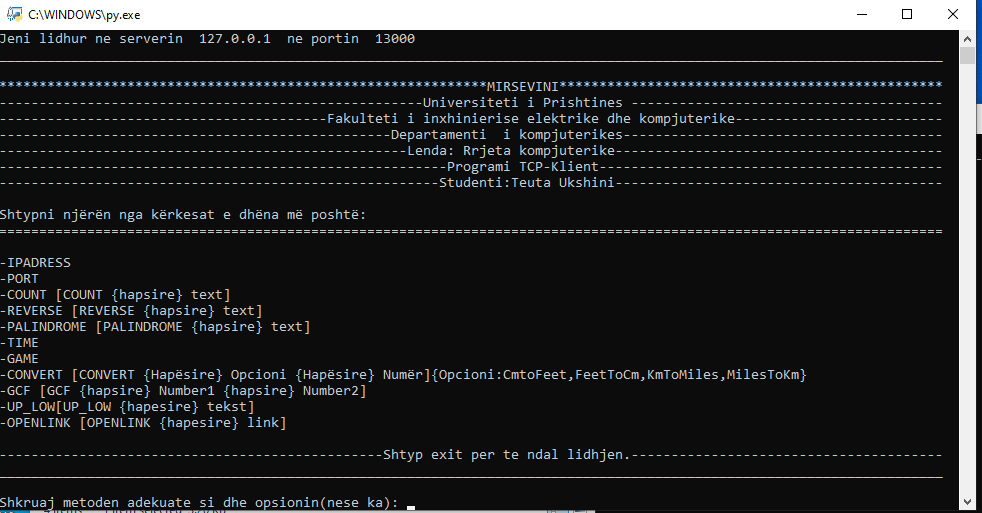 C:\WINDOWS\py.exe
Jeni lidhur ne serverin  127.0.0.1  ne portin  13000
*************************************************************MIRSEVINI************************************************
-----------------------------------------------------Universiteti i Prishtines ---------------------------------------
-----------------------------------------Fakulteti i inxhinierise elektrike dhe kompjuterike--------------------------
-------------------------------------------------Departamenti  i kompjuterikes----------------------------------------
---------------------------------------------------Lenda: Rrjeta kompjuterike-----------------------------------------
--------------------------------------------------------Programi TCP-Klient-------------------------------------------
-------------------------------------------------------Studenti:Teuta Ukshini-----------------------------------------
Shtypni njërën nga kërkesat e dhëna më poshtë:
======================================================================================================================
-IPADRESS
-PORT
-COUNT [COUNT {hapsire} text]
-REVERSE [REVERSE {hapsire} text]
-PALINDROME [PALINDROME {hapsire} text]
-TIME
-GAME
-CONVERT [CONVERT {Hapësire} Opcioni {Hapësire} Numër]{Opcioni:CmtoFeet,FeetToCm,KmToMiles,MilesToKm}
-GCF [GCF {hapsire} Number1 {hapsire} Number2]
-UP_LOW[UP_LOW {hapesire} tekst]
-OPENLINK [OPENLINK {hapesire} link]
------------------------------------------------Shtyp exit per te ndal lidhjen.---------------------------------------
Shkruaj metoden adekuate si dhe opsionin(nese ka):